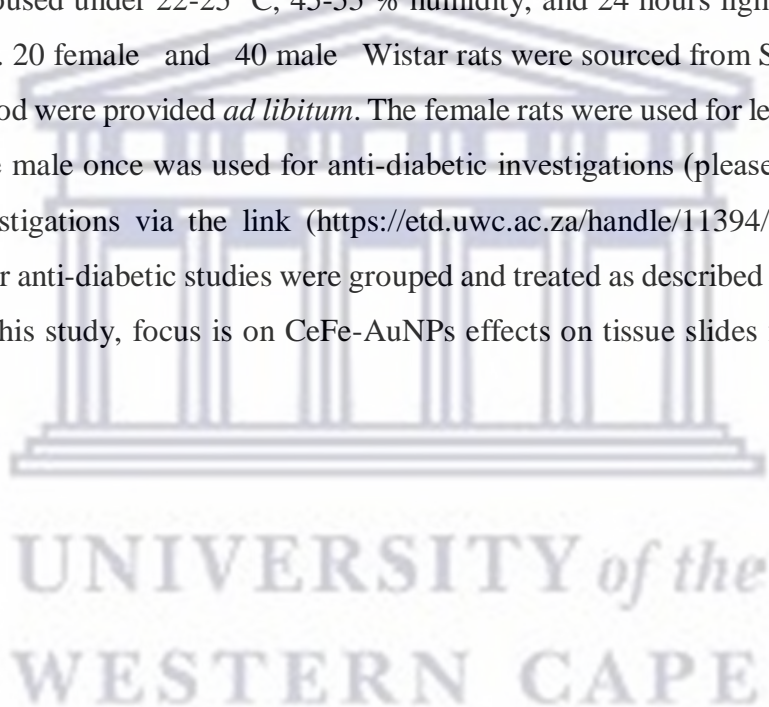 used under 22-25 °C, 45-55 % humidity, and 24 hours ligh
. 20 female and 40 male Wistar rats were sourced from S
od were provided ad libitum. The female rats were used for le
male once was used for anti-diabetic investigations (please
stigations via the link (https://etd.uwc.ac.za/handle/11394/
r anti-diabetic studies were grouped and treated as described
his study, focus is on CeFe-AuNPs effects on tissue slides
UNIVERSITY of the
WESTERN CAPE